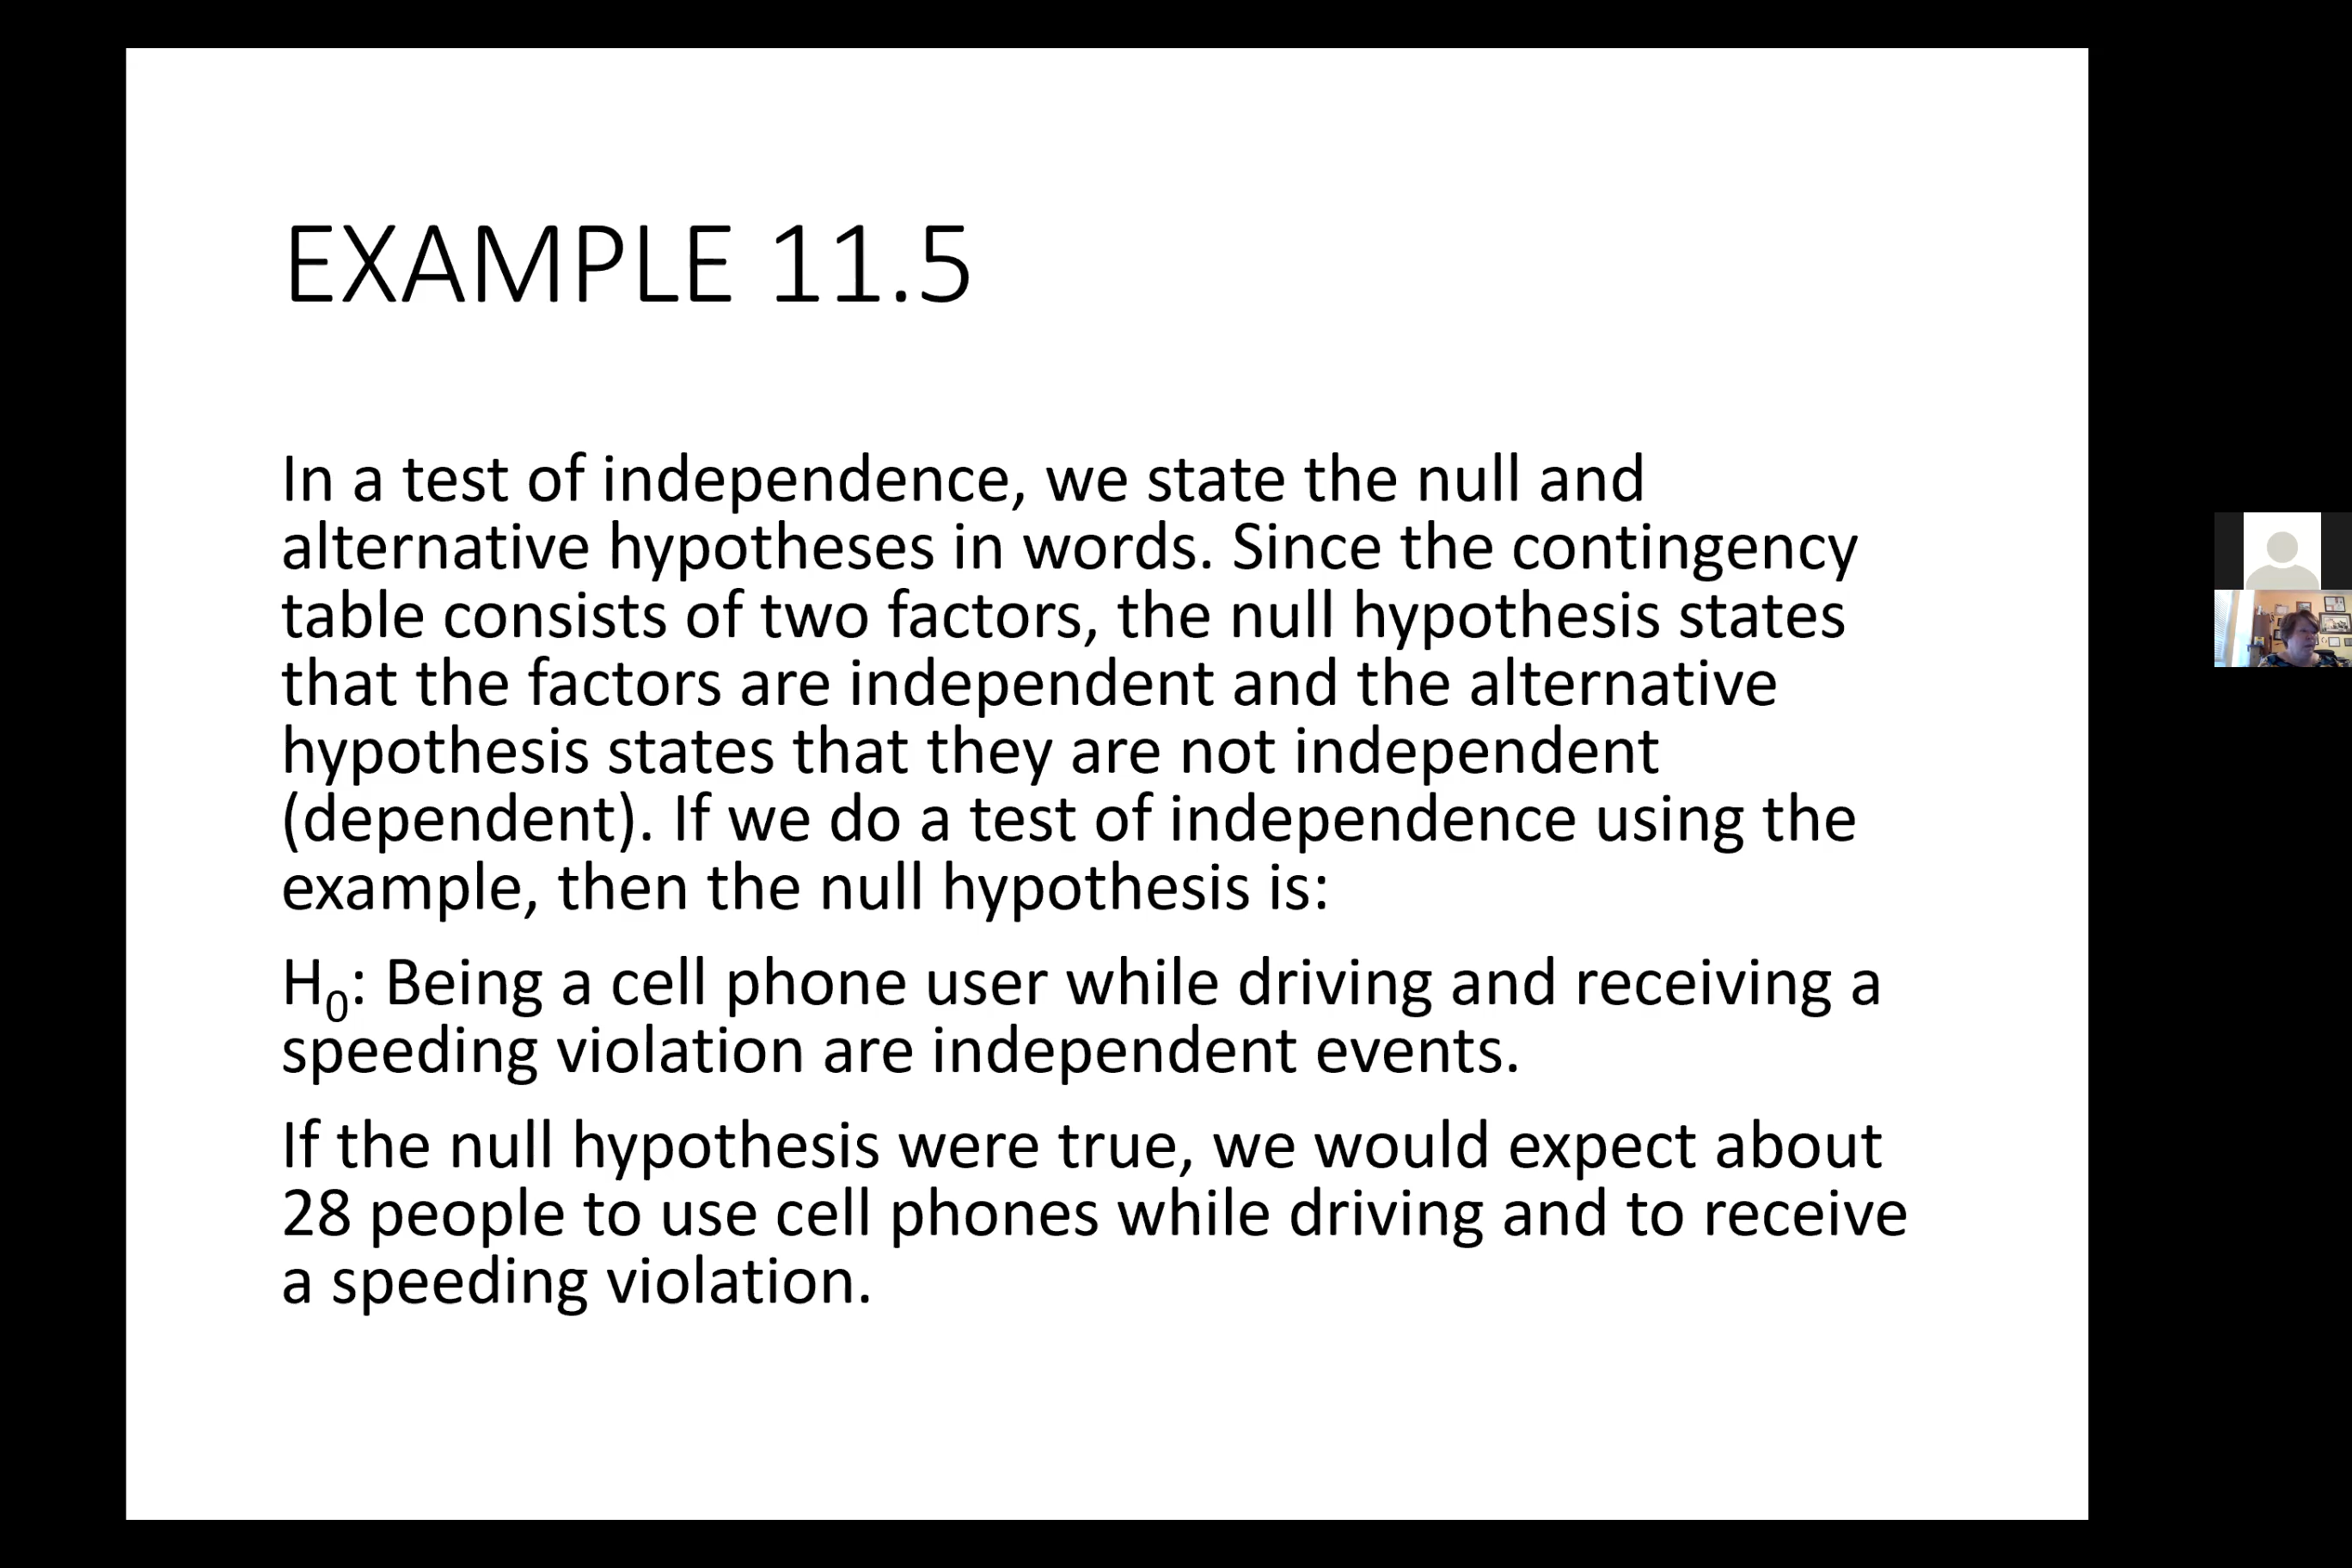 EXAMPLE 11.5
In a test of independence, we state the null and
alternative hypotheses in words. Since the contingency
table consists of two factors, the null hypothesis states
that the factors are independent and the alternative
hypothesis states that they are not independent
(dependent). If we do a test of independence using the
example, then the null hypothesis is:
H₀: Being a cell phone user while driving and receiving a
speeding violation are independent events.
If the null hypothesis were true, we would expect about
28 people to use cell phones while driving and to receive
a speeding violation.